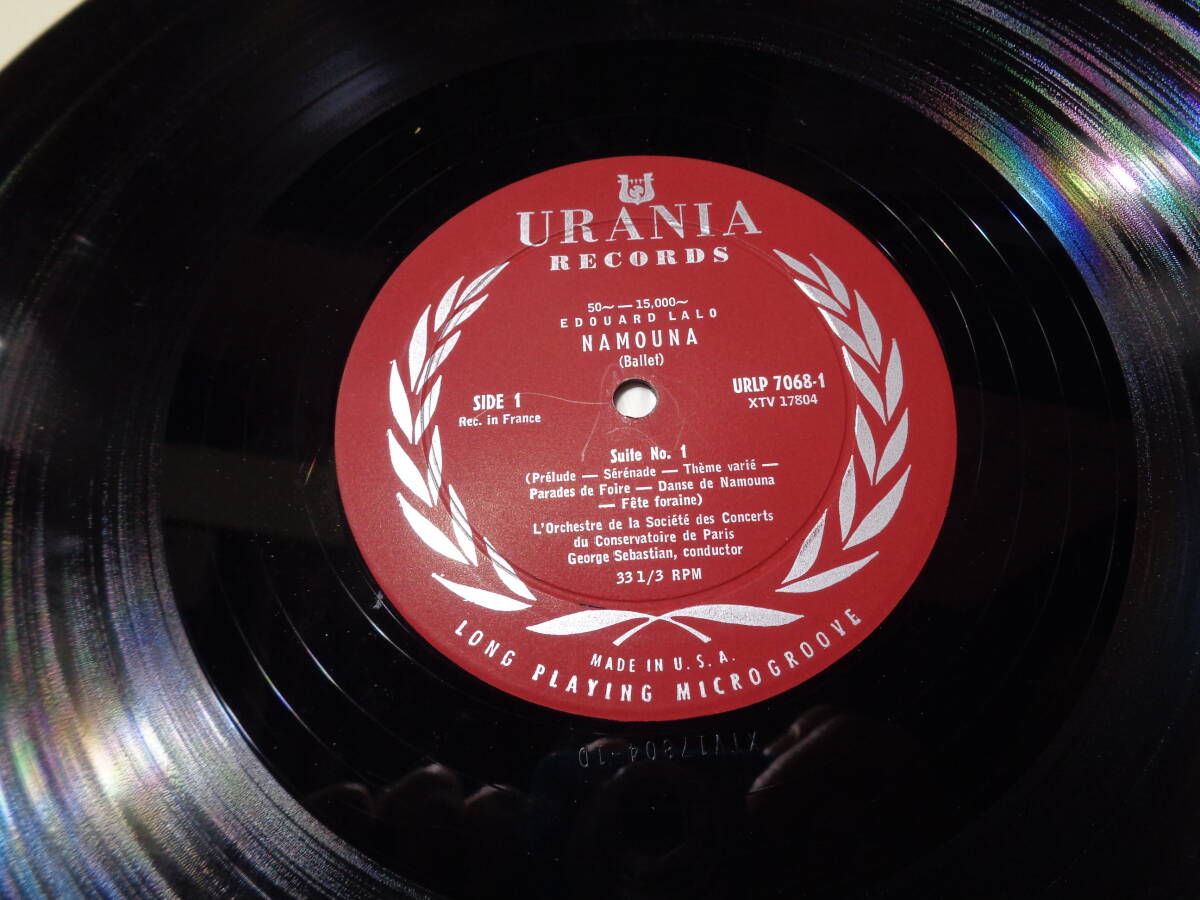 URANIA
RECORDS
50~—15,000~
EDOUARD LALO
NAMOUNA
(Ballet)
SIDE 1
Rec. in France
URLP 7068-1
XTV 17804
Suite No. 1
(Prélude — Sérénade — Thème varié —
Parades de Foire — Danse de Namouna
— Fête foraine)
L'Orchestre de la Société des Concerts
du Conservatoire de Paris
George Sebastian, conductor
33 1/3 RPM
MADE IN U. S. A.
LONG PLAYING MICROGROOVE
XTV17804-1D